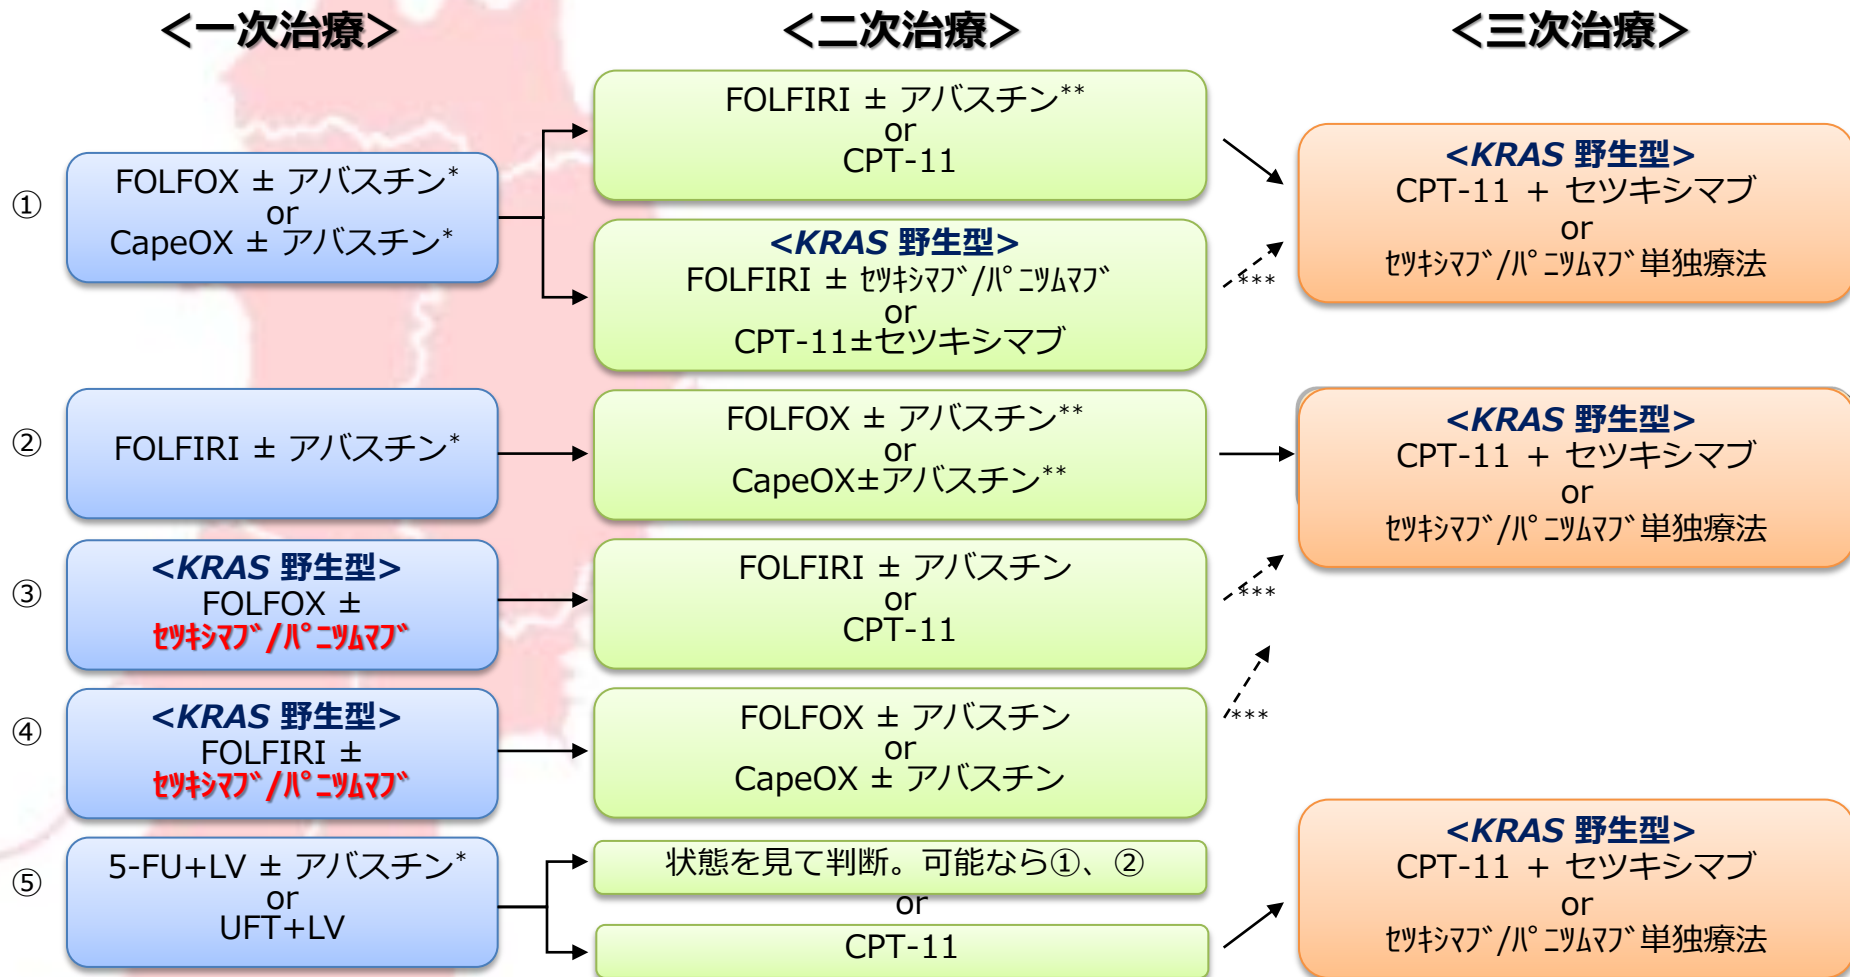 ＜一次治療＞
＜二次治療＞
＜三次治療＞
①
FOLFOX ± アバスチン*
or
CapeOX ± アバスチン*
FOLFIRI ± アバスチン**
or
CPT-11
<KRAS 野生型>
FOLFIRI ± ｾﾂｷｼﾏﾌﾞ/ﾊﾟﾆﾂﾑﾏﾌﾞ
or
CPT-11±セツキシマブ
***
<KRAS 野生型>
CPT-11 + セツキシマブ
or
ｾﾂｷｼﾏﾌﾞ/ﾊﾟﾆﾂﾑﾏﾌﾞ単独療法
②
FOLFIRI ± アバスチン*
FOLFOX ± アバスチン**
or
CapeOX±アバスチン**
<KRAS 野生型>
CPT-11 + セツキシマブ
or
ｾﾂｷｼﾏﾌﾞ/ﾊﾟﾆﾂﾑﾏﾌﾞ単独療法
③
<KRAS 野生型>
FOLFOX ±
ｾﾂｷｼﾏﾌﾞ/ﾊﾟﾆﾂﾑﾏﾌﾞ
FOLFIRI ± アバスチン
or
CPT-11
***
④
<KRAS 野生型>
FOLFIRI ±
ｾﾂｷｼﾏﾌﾞ/ﾊﾟﾆﾂﾑﾏﾌﾞ
FOLFOX ± アバスチン
or
CapeOX ± アバスチン
***
⑤
5-FU+LV ± アバスチン*
or
UFT+LV
状態を見て判断。可能なら①、②
or
CPT-11
<KRAS 野生型>
CPT-11 + セツキシマブ
or
ｾﾂｷｼﾏﾌﾞ/ﾊﾟﾆﾂﾑﾏﾌﾞ単独療法